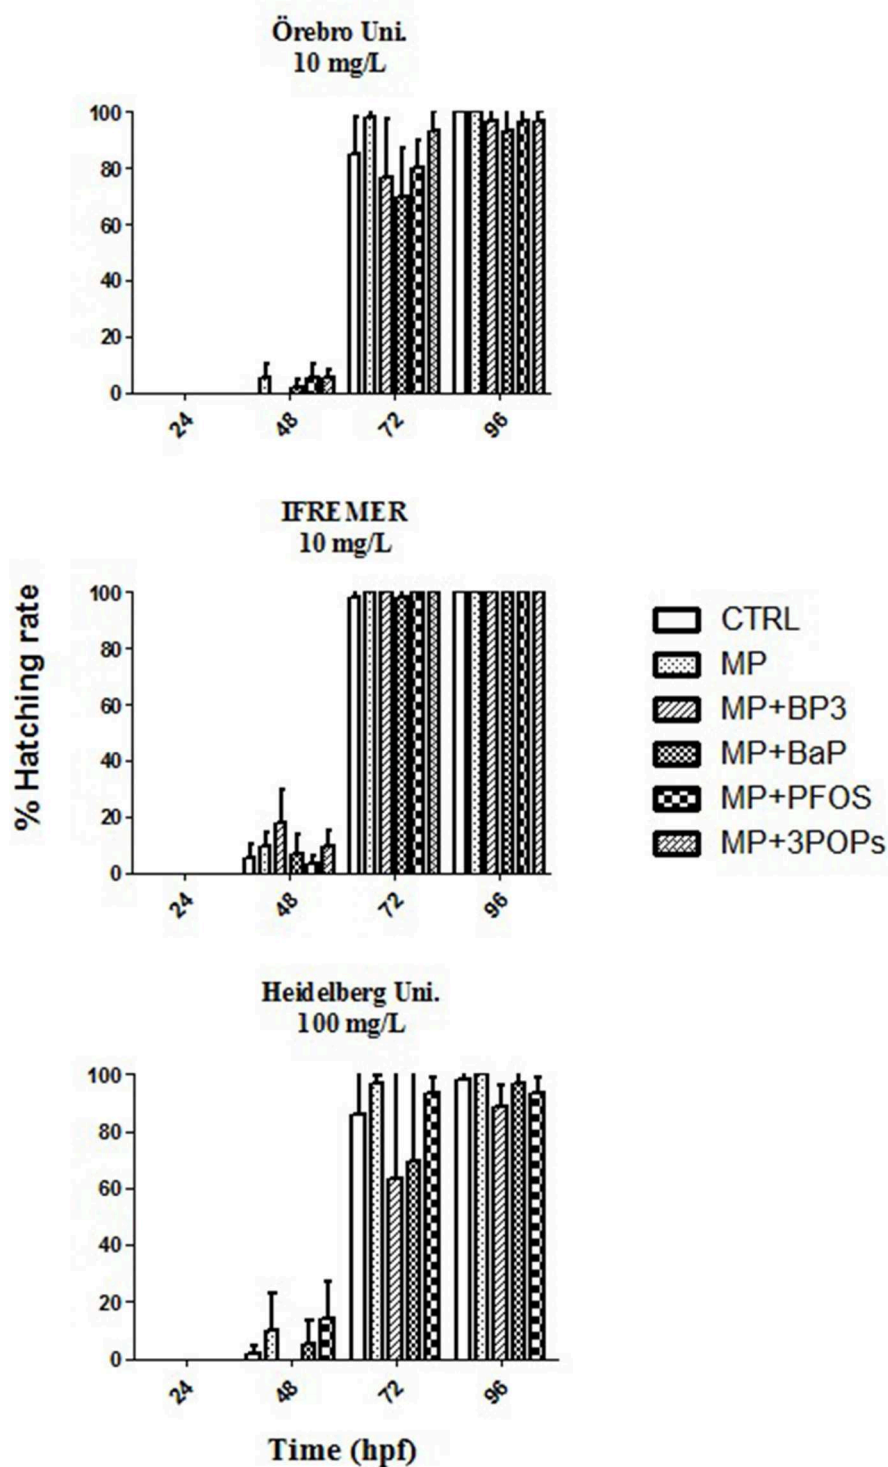 Örebro Uni.
10 mg/L
100
80
60
40
20
0
24
48
72
96
IFREMER
10 mg/L
% Hatching rate
100
80
60
40
20
0
24
48
72
96
CTRL
MP
MP+BP3
MP+BaP
MP+PFOS
MP+3POPs
Heidelberg Uni.
100 mg/L
100
80
60
40
20
0
24
48
72
96
Time (hpf)